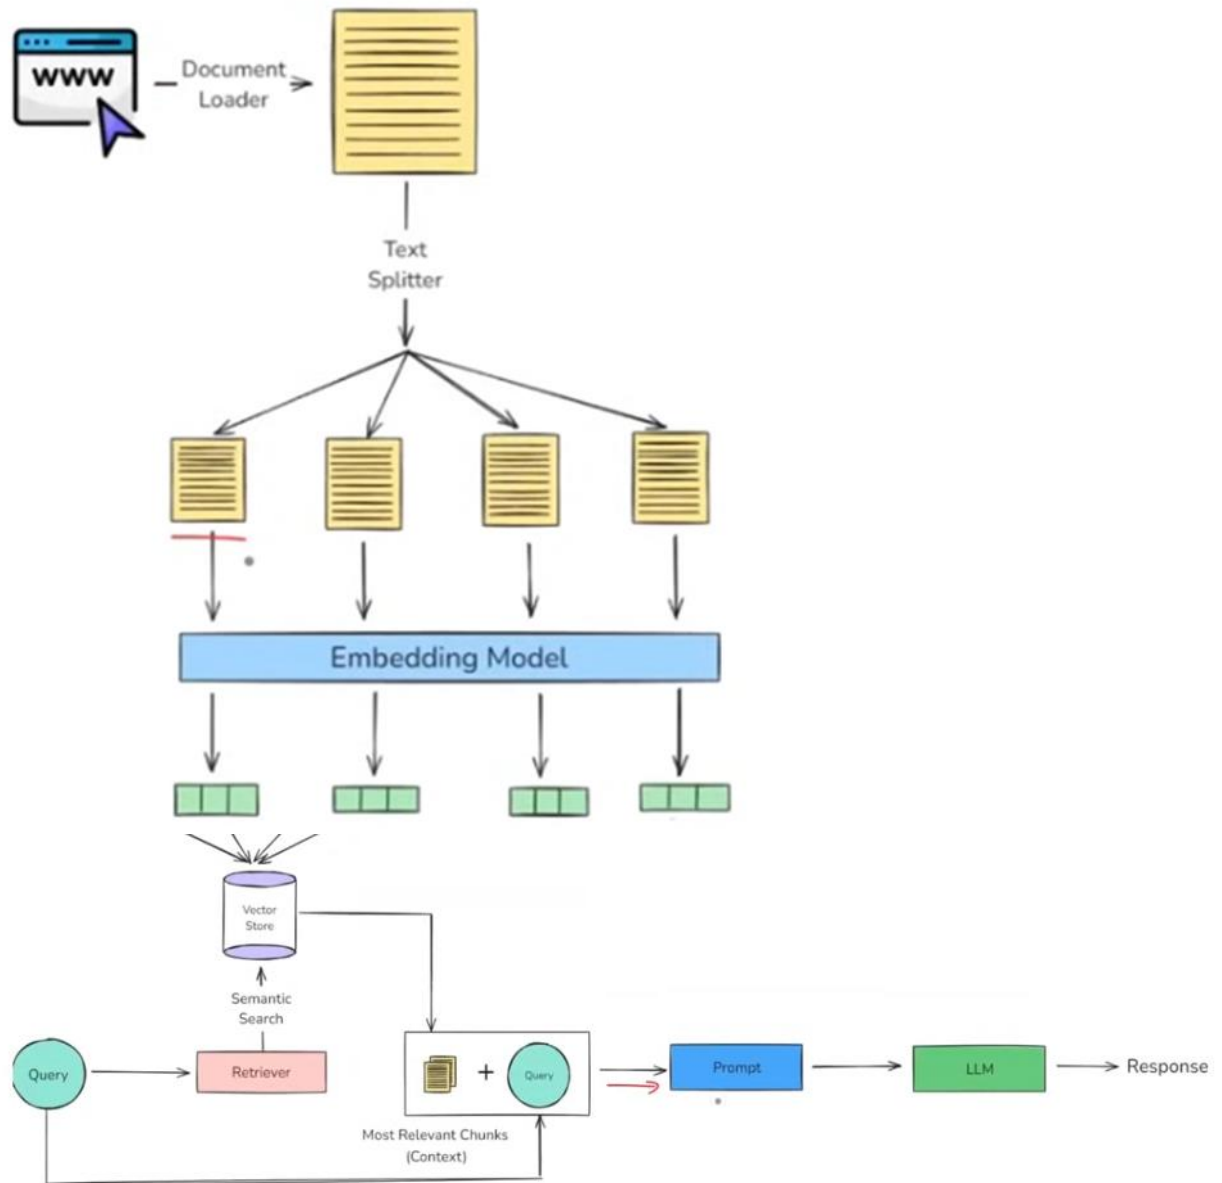 www
Document
Loader
Text
Splitter
Embedding Model
Vector
Store
Semantic
Search
Query
Retriever
Query
Prompt
LLM
Response
Most Relevant Chunks
(Context)
+